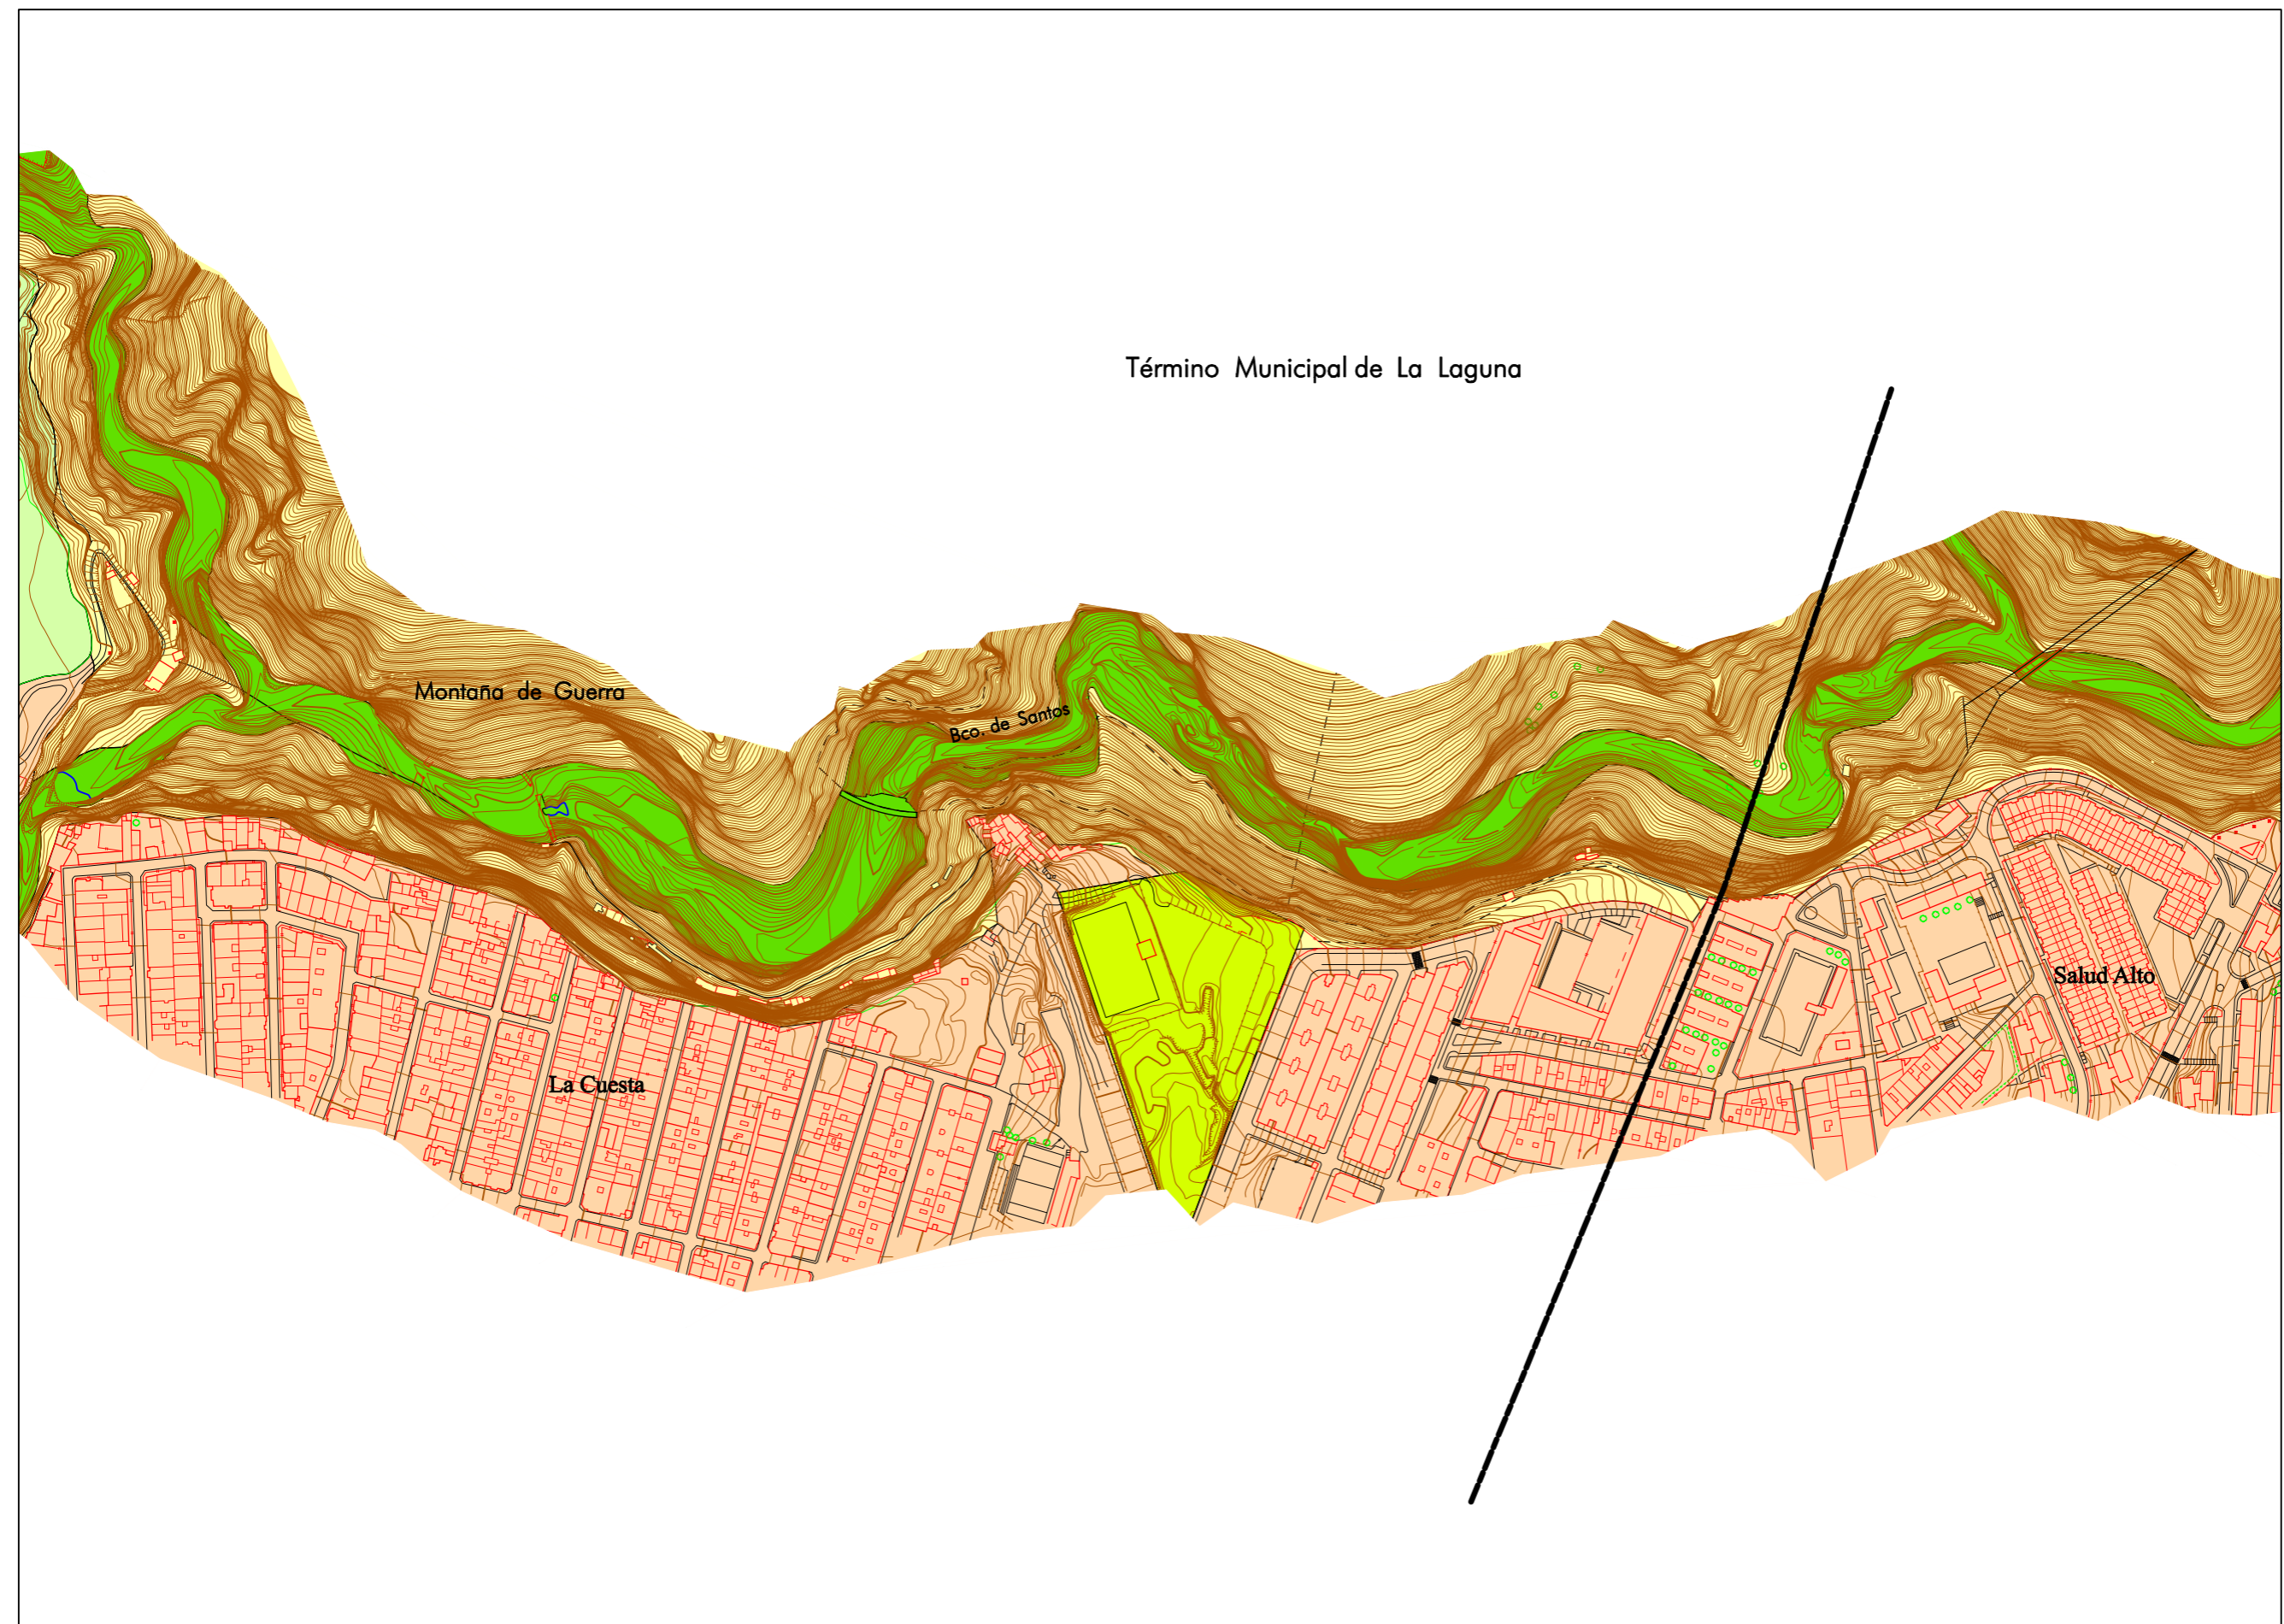 Término Municipal de La Laguna
Montaña de Guerra
Bco. de Santos
Salud Alto
La Cuesta